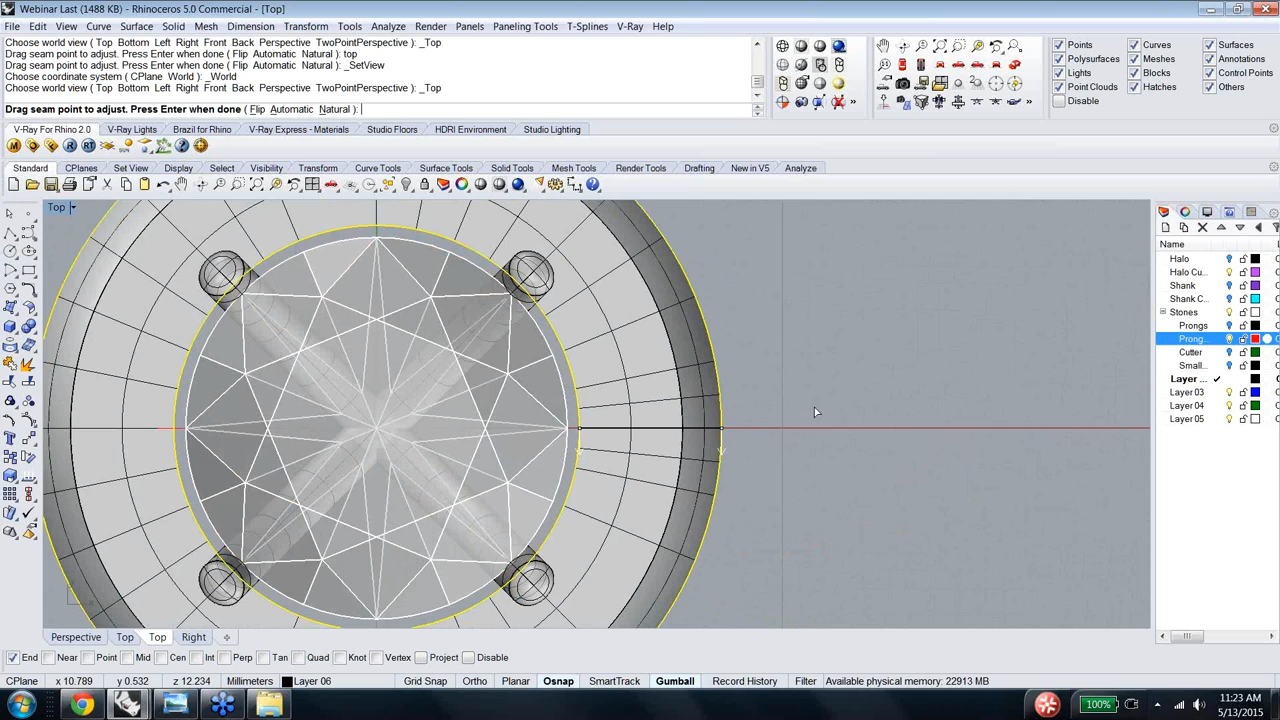 Webinar Last (1488 KB) - Rhinoceros 5.0 Commercial - [Top]
File Edit View Curve Surface Solid Mesh Dimension Transform Tools Analyze Render Panels Paneling Tools T-Splines V-Ray Help
Choose world view ( Top Bottom Left Right Front Back Perspective TwoPointPerspective ): _Top
Drag seam point to adjust. Press Enter when done ( Flip Automatic Natural ): top
Drag seam point to adjust. Press Enter when done ( Flip Automatic Natural ): _SetView
Choose coordinate system ( CPlane World ): _World
Choose world view ( Top Bottom Left Right Front Back Perspective TwoPointPerspective ): _Top
Drag seam point to adjust. Press Enter when done ( Flip Automatic Natural ):
Points Curves Surfaces
Polysurfaces Meshes Annotations
Lights Blocks Control Points
Point Clouds Hatches Others
Disable
V-Ray For Rhino 2.0 V-Ray Lights Brazil for Rhino V-Ray Express - Materials Studio Floors HDRI Environment Studio Lighting
Standard CPlanes Set View Display Select Visibility Transform Curve Tools Surface Tools Solid Tools Mesh Tools Render Tools Drafting New in V5 Analyze
Top
Name
Halo
Halo Cu...
Shank
Shank C...
Stones
Prongs
Prong...
Cutter
Small...
Layer ...
Layer 03
Layer 04
Layer 05
Perspective Top Top Right
End Near Point Mid Cen Int Perp Tan Quad Knot Vertex Project Disable
CPlane x 10.789 y 0.532 z 12.234 Millimeters Layer 06 Grid Snap Ortho Planar Osnap SmartTrack Gumball Record History Filter Available physical memory: 22913 MB
100%
11:23 AM
5/13/2015